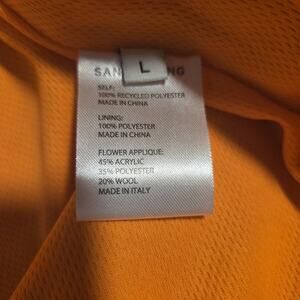 L
SAN
NG
SELF:
100% RECYCLED POLYESTER
MADE IN CHINA
LINING:
100% POLYESTER
MADE IN CHINA
FLOWER APPLIQUE:
45% ACRYLIC
35% POLYESTER
20% WOOL
MADE IN ITALY